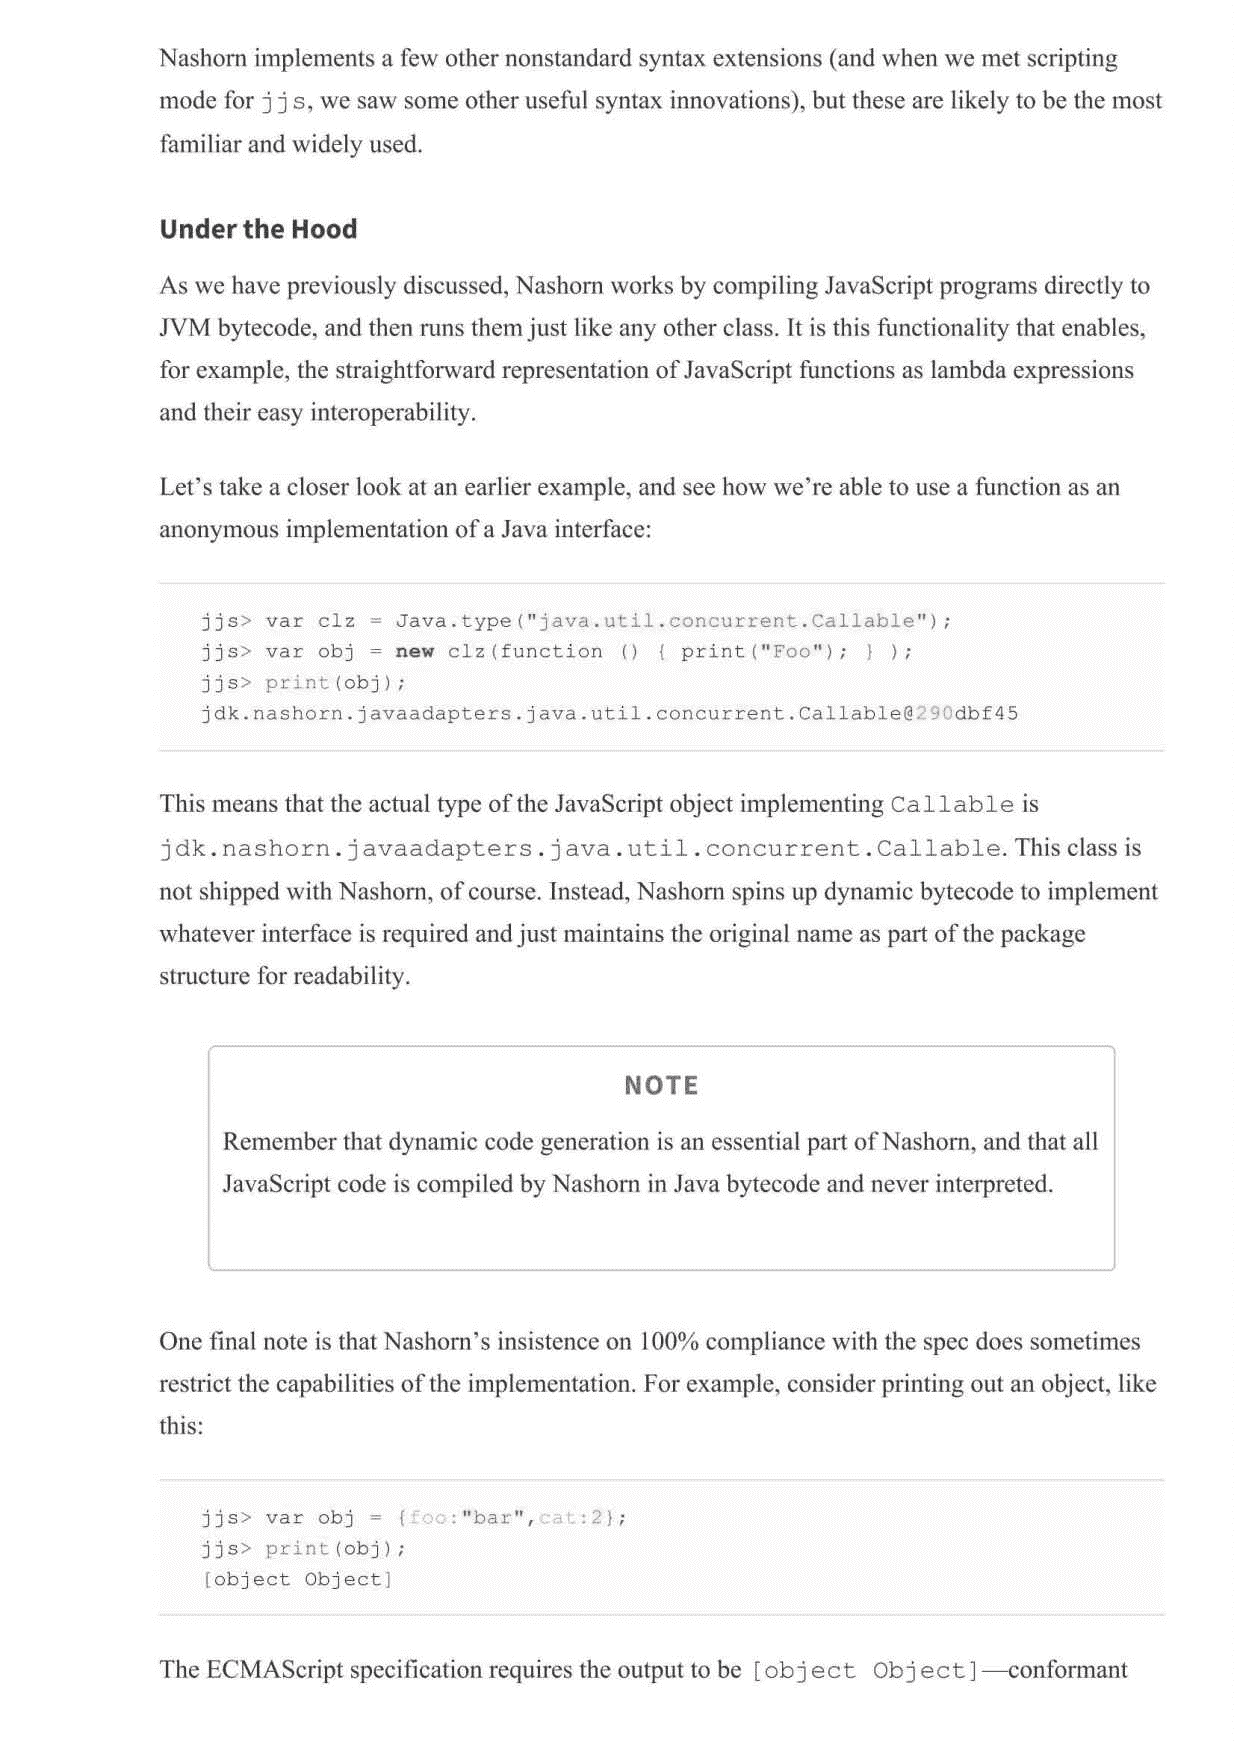 Nashorn implements a few other nonstandard syntax extensions (and when we met scripting
mode for jjs, we saw some other useful syntax innovations), but these are likely to be the most
familiar and widely used.
Under the Hood
As we have previously discussed, Nashorn works by compiling JavaScript programs directly to
JVM bytecode, and then runs them just like any other class. It is this functionality that enables,
for example, the straightforward representation of JavaScript functions as lambda expressions
and their easy interoperability.
Let’s take a closer look at an earlier example, and see how we’re able to use a function as an
anonymous implementation of a Java interface:
jjs> var clz = Java.type("java.util.concurrent.Callable");
jjs> var obj = new clz(function () { print("Foo"); } );
jjs> print(obj);
jdk.nashorn.javaadapters.java.util.concurrent.Callable@290dbf45
This means that the actual type of the JavaScript object implementing Callable is
jdk.nashorn.javaadapters.java.util.concurrent.Callable. This class is
not shipped with Nashorn, of course. Instead, Nashorn spins up dynamic bytecode to implement
whatever interface is required and just maintains the original name as part of the package
structure for readability.
NOTE
Remember that dynamic code generation is an essential part of Nashorn, and that all
JavaScript code is compiled by Nashorn in Java bytecode and never interpreted.
One final note is that Nashorn’s insistence on 100% compliance with the spec does sometimes
restrict the capabilities of the implementation. For example, consider printing out an object, like
this:
jjs> var obj = {foo:"bar",cat:2};
jjs> print(obj);
[object Object]
The ECMAScript specification requires the output to be [object Object]—conformant